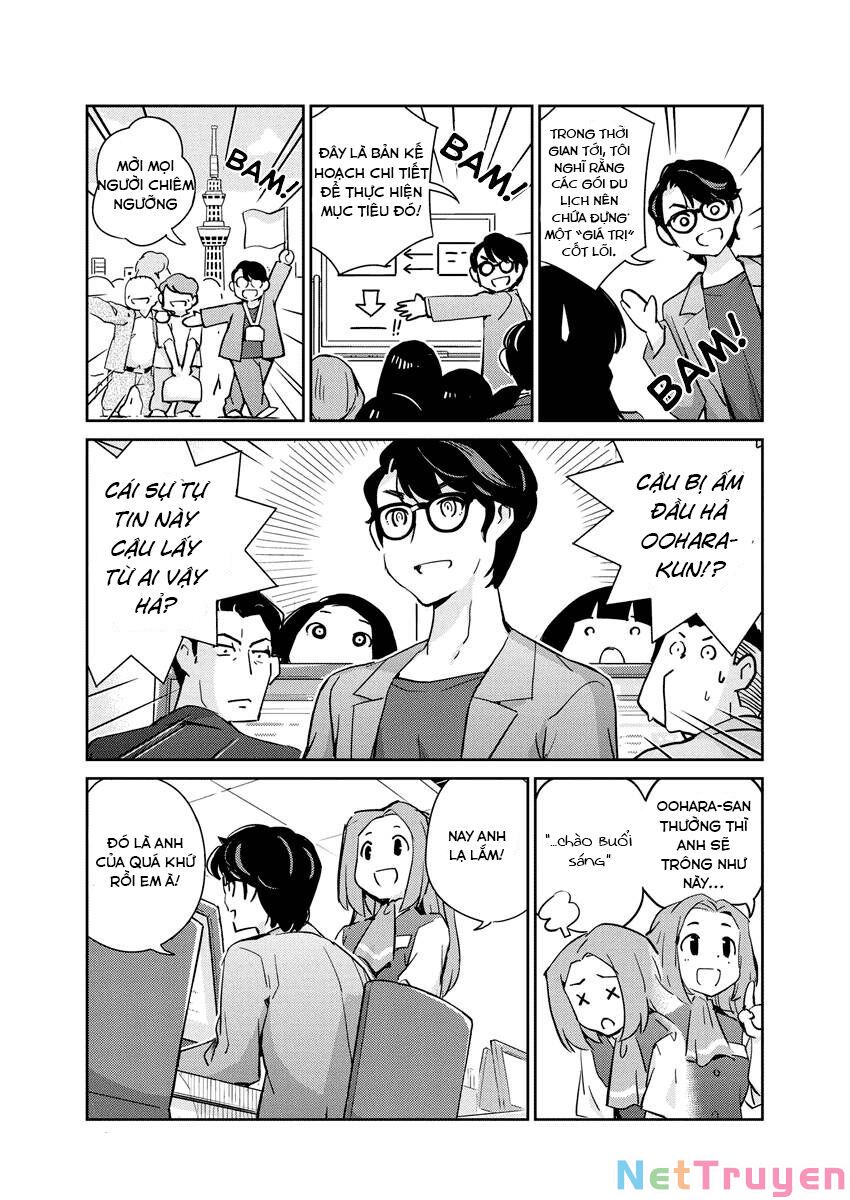 TRONG THỜI
GIAN TỚI, TÔI
NGHĨ RẰNG
CÁC GÓI DU
LỊCH NÊN
CHỨA ĐỰNG
MỘT "GIÁ TRỊ"
CỐT LÕI.
BAM!
ĐÂY LÀ BẢN KẾ
HOẠCH CHI TIẾT
ĐỂ THỰC HIỆN
MỤC TIÊU ĐÓ!
BAM!
!!
MỜI MỌI
NGƯỜI CHIÊM
NGƯỠNG
BAM!
CẬU BỊ ẤM
ĐẦU HẢ
OOHARA-
KUN!?
CÁI SỰ TỰ
TIN NÀY
CẬU LẤY
TỪ AI VẬY
HẢ?
OOHARA-SAN
THƯỜNG THÌ
ANH SẼ
TRÔNG NHƯ
NÀY...
"...CHÀO BUỔI
SÁNG"
NAY ANH
LẠ LẮM!
ĐÓ LÀ ANH
CỦA QUÁ KHỨ
RỒI EM À!
NetTruyen